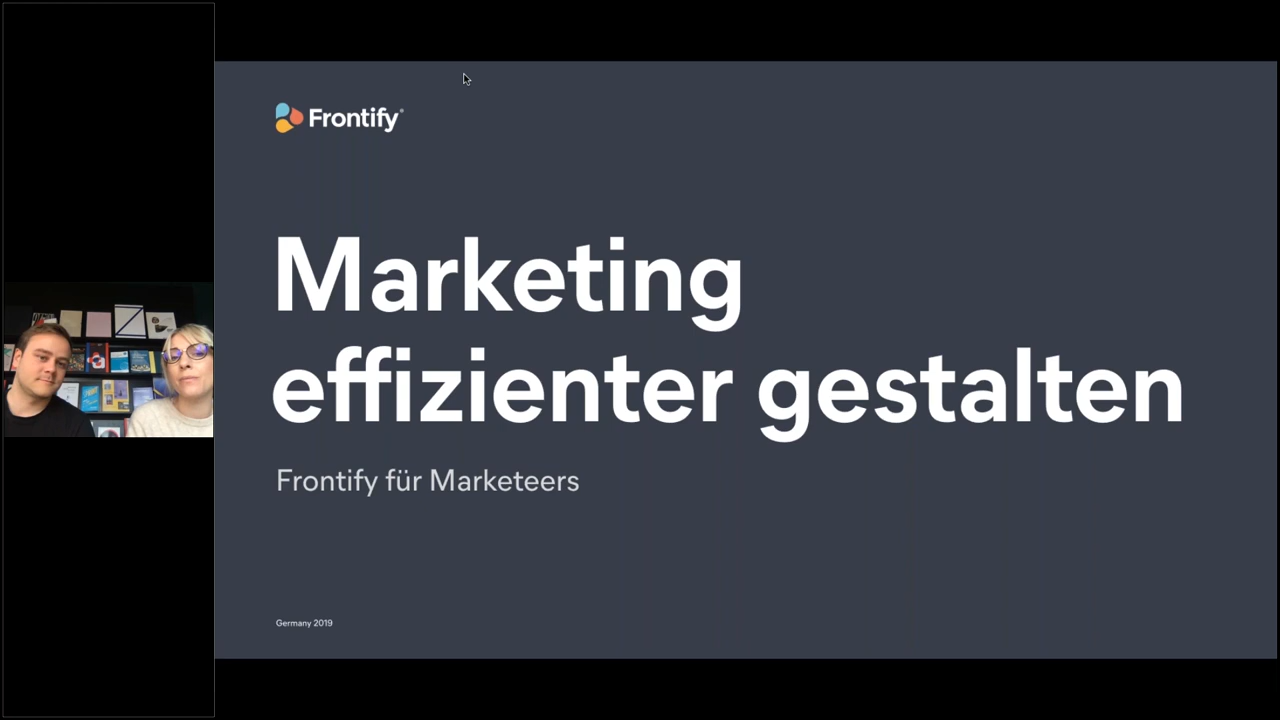 Frontify
Marketing
effizienter gestalten
Frontify für Marketeers
Germany 2019